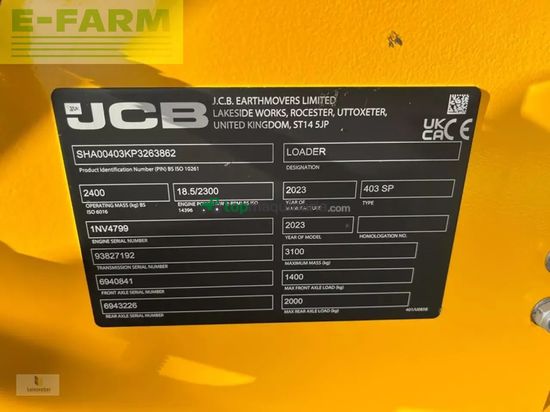 E-FARM
JCB
J.C.B. EARTHMOVERS LIMITED
LAKESIDE WORKS, ROCESTER, UTTOXETER,
UNITED KINGDOM, ST14 5JP
UK
CA CE
SHA00403KP3263862
Product Identification Number (PIN) BS ISO 10261
LOADER
DESIGNATION
2400
OPERATING MASS (kg) BS
ISO 6016
18.5/2300
14396
2023
YEAR OF
403 SP
TYPE
1NV4799
ENGINE SERIAL NUMBER
2023
YEAR OF MODEL
HOMOLOGATION NO.
93827192
TRANSMISSION SERIAL NUMBER
3100
MAXIMUM MASS (kg)
6940841
FRONT AXLE SERIAL NUMBER
1400
MAX FRONT AXLE LOAD (kg)
6943226
REAR AXLE SERIAL NUMBER
2000
MAX REAR AXLE LOAD (kg)